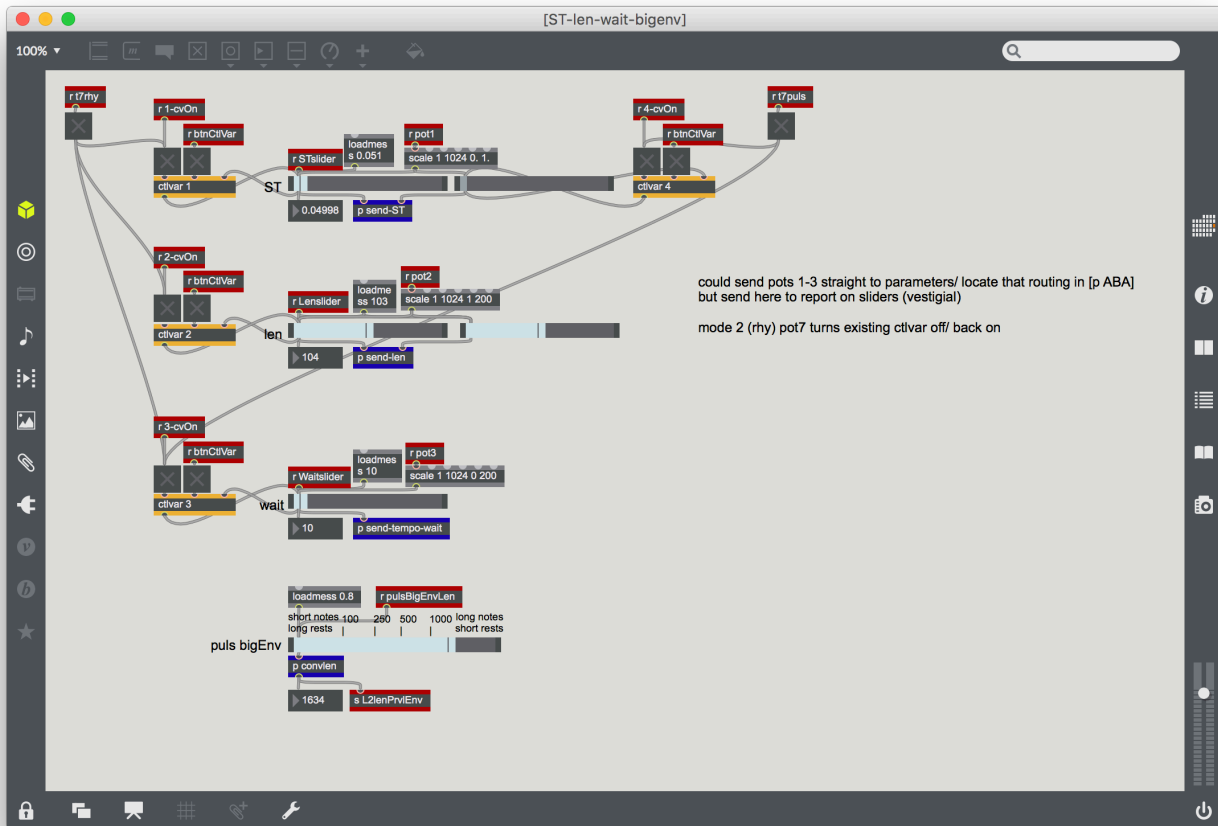 [ST-len-wait-bigenv]
100%
r t7rhy
r 1-cvOn
r btnCtlVar
r STslider
loadmes
s 0.051
r pot1
scale 1 1024 0. 1.
r 4-cvOn
r btnCtlVar
r t7puls
ctlvar 1
ST
ctlvar 4
0.04998
p send-ST
r 2-cvOn
r btnCtlVar
r Lenslider
loadme
ss 103
r pot2
scale 1 1024 1 200
could send pots 1-3 straight to parameters/ locate that routing in [p ABA]
but send here to report on sliders (vestigial)
mode 2 (rhy) pot7 turns existing ctlvar off/ back on
ctlvar 2
len
104
p send-len
r 3-cvOn
r btnCtlVar
r Waitslider
loadmes
s 10
r pot3
scale 1 1024 0 200
ctlvar 3
wait
10
p send-tempo-wait
loadmess 0.8
r pulsBigEnvLen
short notes
long rests
100
250
500
1000
long notes
short rests
puls bigEnv
p convlen
1634
s L2lenPrvlEnv